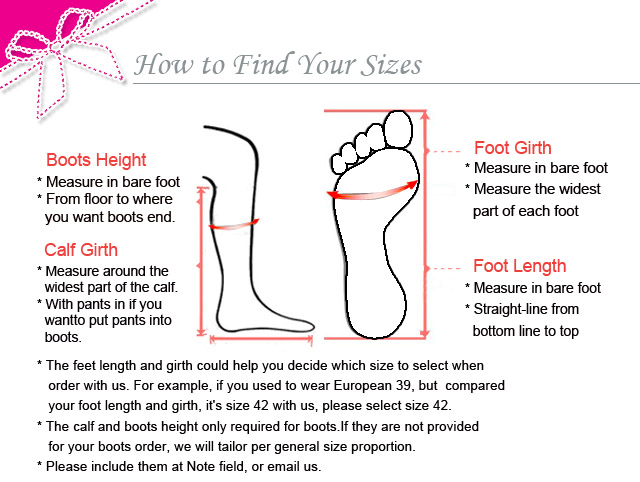 How to Find Your Sizes
Boots Height
* Measure in bare foot
* From floor to where
you want boots end.
Calf Girth
* Measure around the
widest part of the calf.
* With pants in if you
wantto put pants into
boots.
Foot Girth
* Measure in bare foot
* Measure the widest
part of each foot
Foot Length
* Measure in bare foot
* Straight-line from
bottom line to top
* The feet length and girth could help you decide which size to select when
order with us. For example, if you used to wear European 39, but compared
your foot length and girth, it's size 42 with us, please select size 42.
* The calf and boots height only required for boots.If they are not provided
for your boots order, we will tailor per general size proportion.
* Please include them at Note field, or email us.